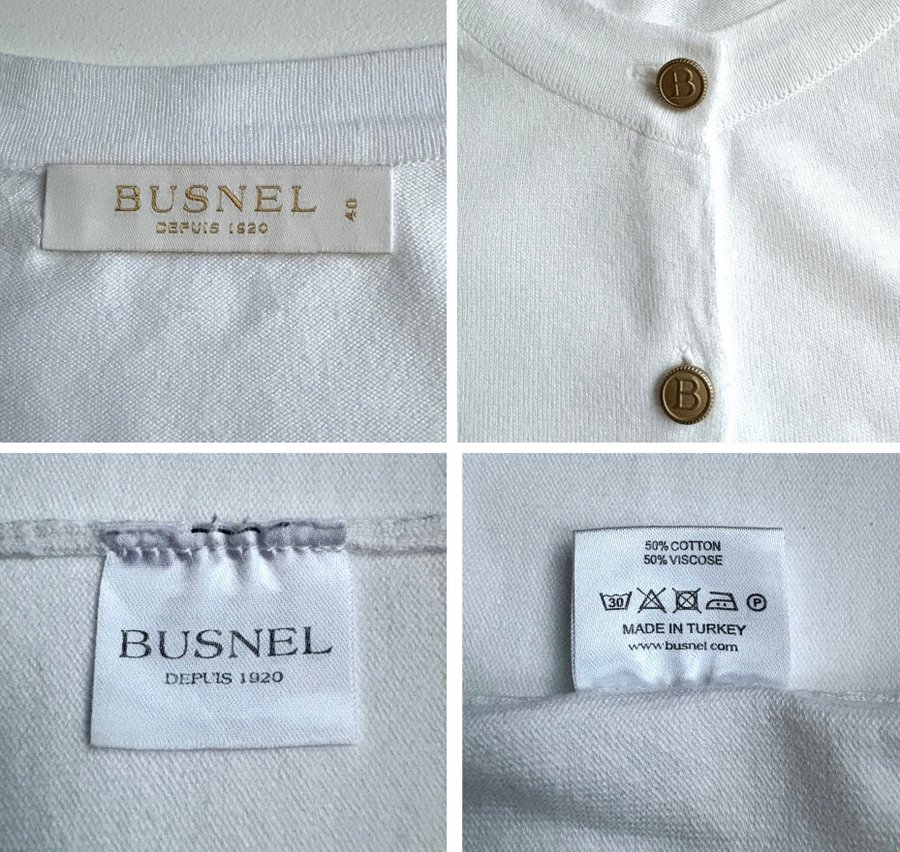 BUSNEL
DEPUIS 1920
40
B
B
BUSNEL
DEPUIS 1920
50% COTTON
50% VISCOSE
30 P
MADE IN TURKEY
www.busnel.com